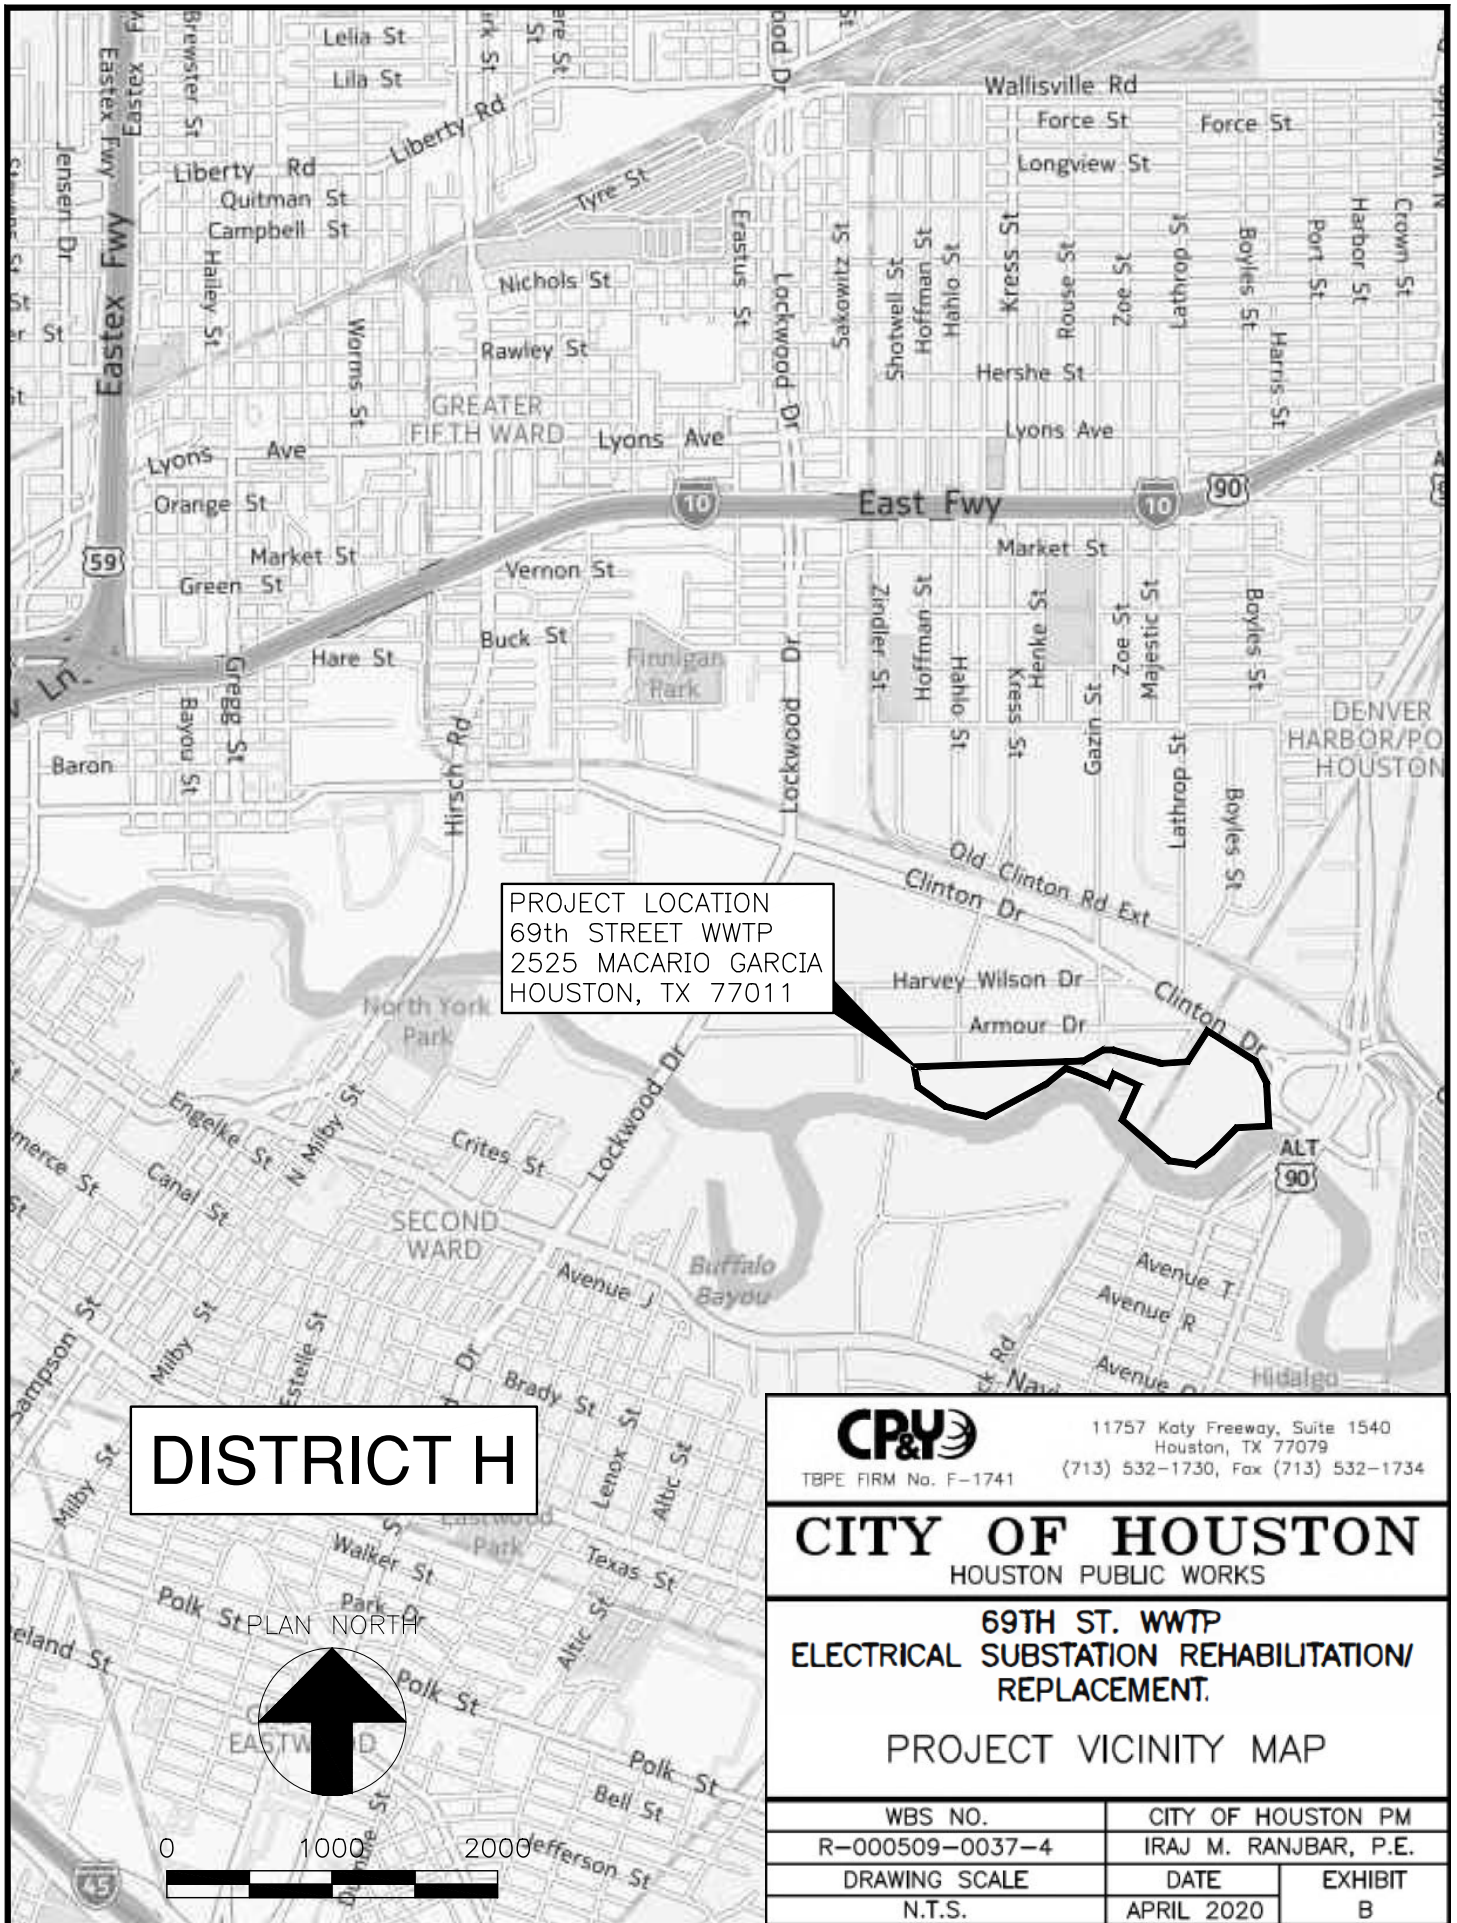 Lelia St
Lila St
Eastex Fwy
Eastex
Brewster St
Jensen Dr
Liberty Rd
Liberty Rd
Quitman St
Campbell St
Hailey St
Eastex Fwy
Tyre St
Nichols St
Worms St
Rawley St
GREATER
FIFTH WARD
Lyons Ave
Lyons Ave
Orange St
Market St
Green St
59
Erastus St
Lockwood Dr
Sakowitz St
Shotwell St
Hoffman St
Hahlo St
Kress St
Rouse St
Zoe St
Lathrop St
Boyles St
Port St
Harbor St
Crown St
Harris St
Wallisville Rd
Force St
Force St
Longview St
Hershe St
Lyons Ave
10
East Fwy
10
90
Market St
Vernon St
Buck St
Hare St
Finnigan
Park
Gregg St
Bayou St
Baron
Hirsch Rd
Lockwood Dr
Zindler St
Hoffman St
Hahlo St
Kress St
Henke St
Gazin St
Zoe St
Majestic St
Lathrop St
Boyles St
Boyles St
DENVER
HARBOR/PO
HOUSTON
Old Clinton Rd Ext
Clinton Dr
Clinton Dr
Harvey Wilson Dr
Armour Dr
PROJECT LOCATION
69th STREET WWTP
2525 MACARIO GARCIA
HOUSTON, TX 77011
North York
Park
Lockwood Dr
Engelke St
N Milby St
Canal St
Crites St
SECOND
WARD
Avenue J
Buffalo
Bayou
ALT
90
Avenue T
Avenue R
Avenue
Hidalgo
Sampson St
Milby St
Estelle St
Dr
Brady St
Lenox St
Altic St
Milby St
DISTRICT H
Eastwood
Park
Walker St
Texas St
Polk St
Park Dr
Altic St
PLAN NORTH
Polk St
EASTWOOD
Polk St
Bell St
Jefferson St
0 1000 2000
45
CP&Y
TBPE FIRM No. F-1741
11757 Katy Freeway, Suite 1540
Houston, TX 77079
(713) 532-1730, Fax (713) 532-1734
CITY OF HOUSTON
HOUSTON PUBLIC WORKS
69TH ST. WWTP
ELECTRICAL SUBSTATION REHABILITATION/
REPLACEMENT.
PROJECT VICINITY MAP
WBS NO. CITY OF HOUSTON PM
R-000509-0037-4 IRAJ M. RANJBAR, P.E.
DRAWING SCALE DATE EXHIBIT
N.T.S. APRIL 2020 B